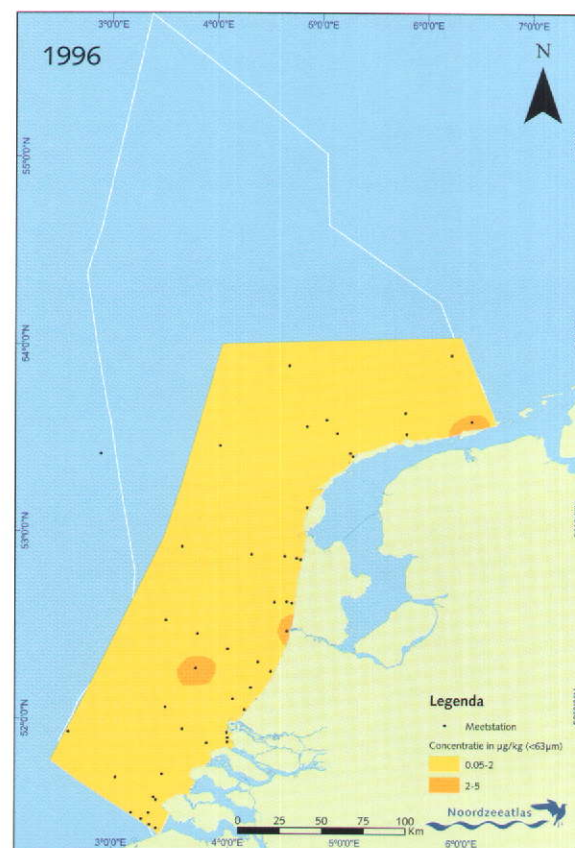 3°0'0"E 4°0'0"E 5°0'0"E 6°0'0"E 7°0'0"E
1996
N
55°0'0"N
54°0'0"N
53°0'0"N
52°0'0"N
Legenda
Meetstation
Concentratie in µg/kg (<63µm)
0.05-2
2-5
Noordzeeatlas
0 25 50 75 100
Km
3°0'0"E 4°0'0"E 5°0'0"E 6°0'0"E